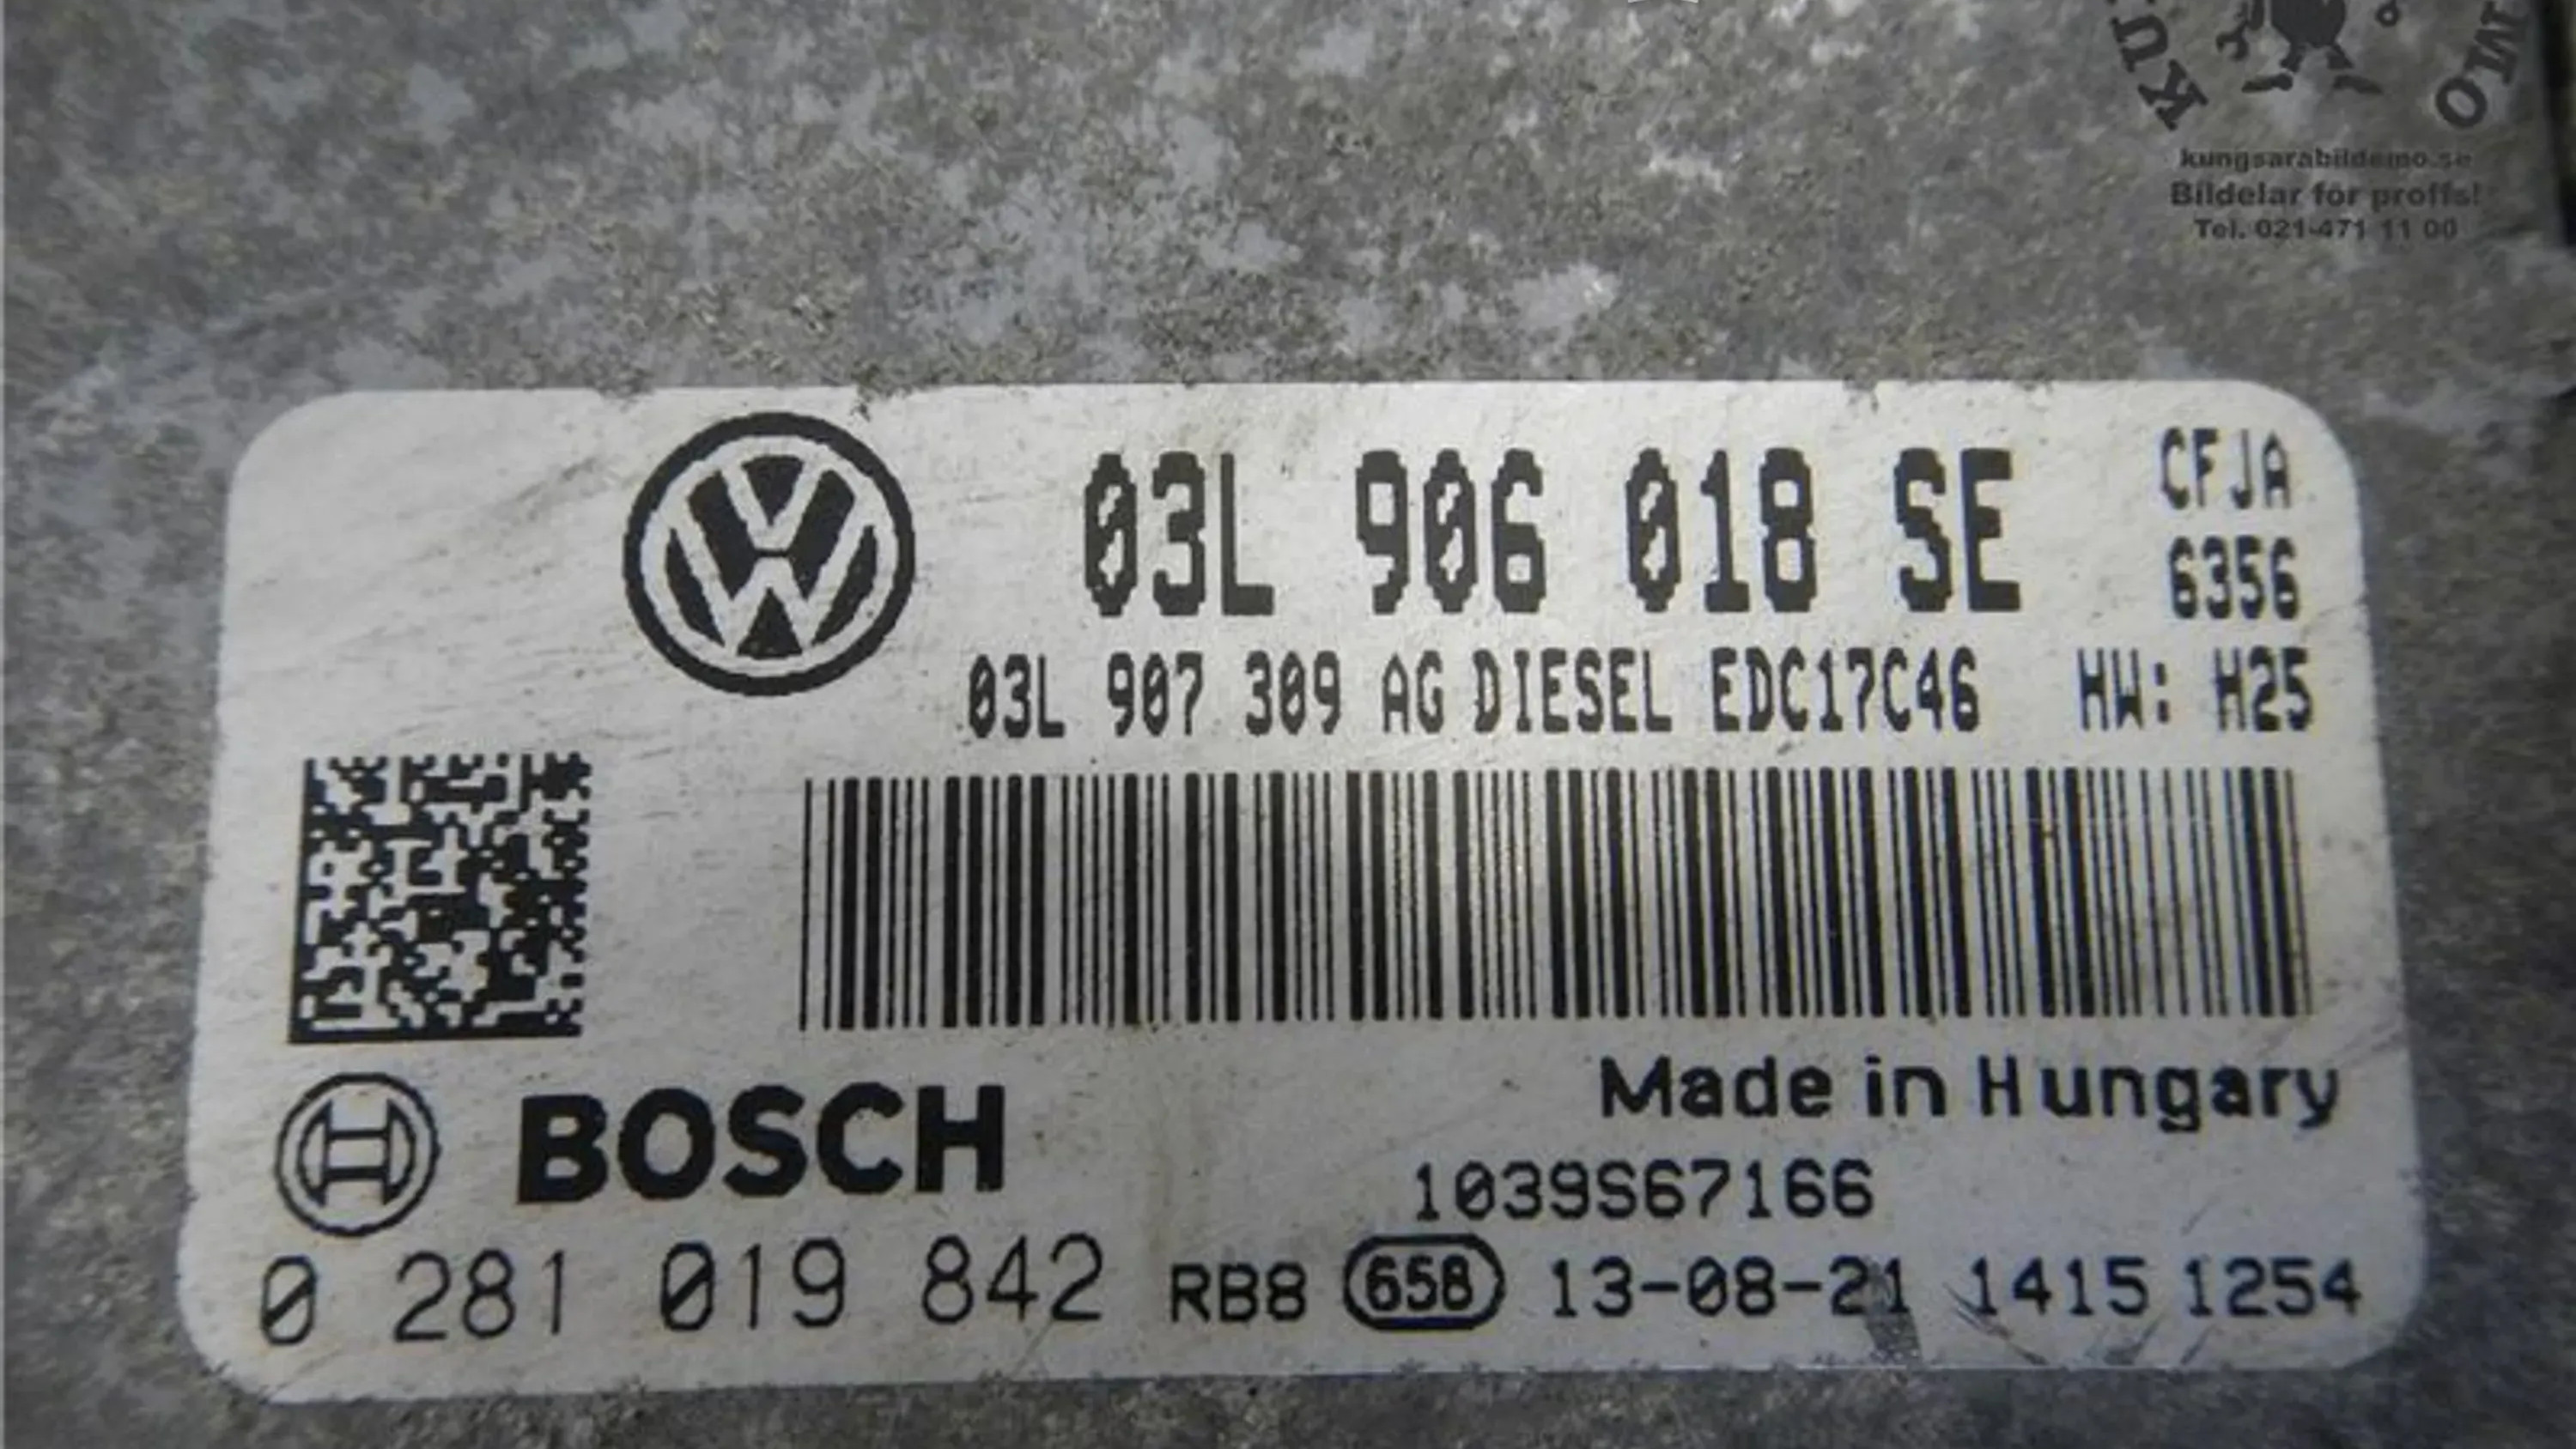 kungsarabildemo.se
Bildelar för proffs!
Tel. 021-471 11 00
03L 906 018 SE
CFJA
6356
03L 907 309 AG DIESEL EDC17C46 HW: H25
BOSCH
Made in Hungary
1039S67166
0 281 019 842 RB8 658 13-08-21 1415 1254